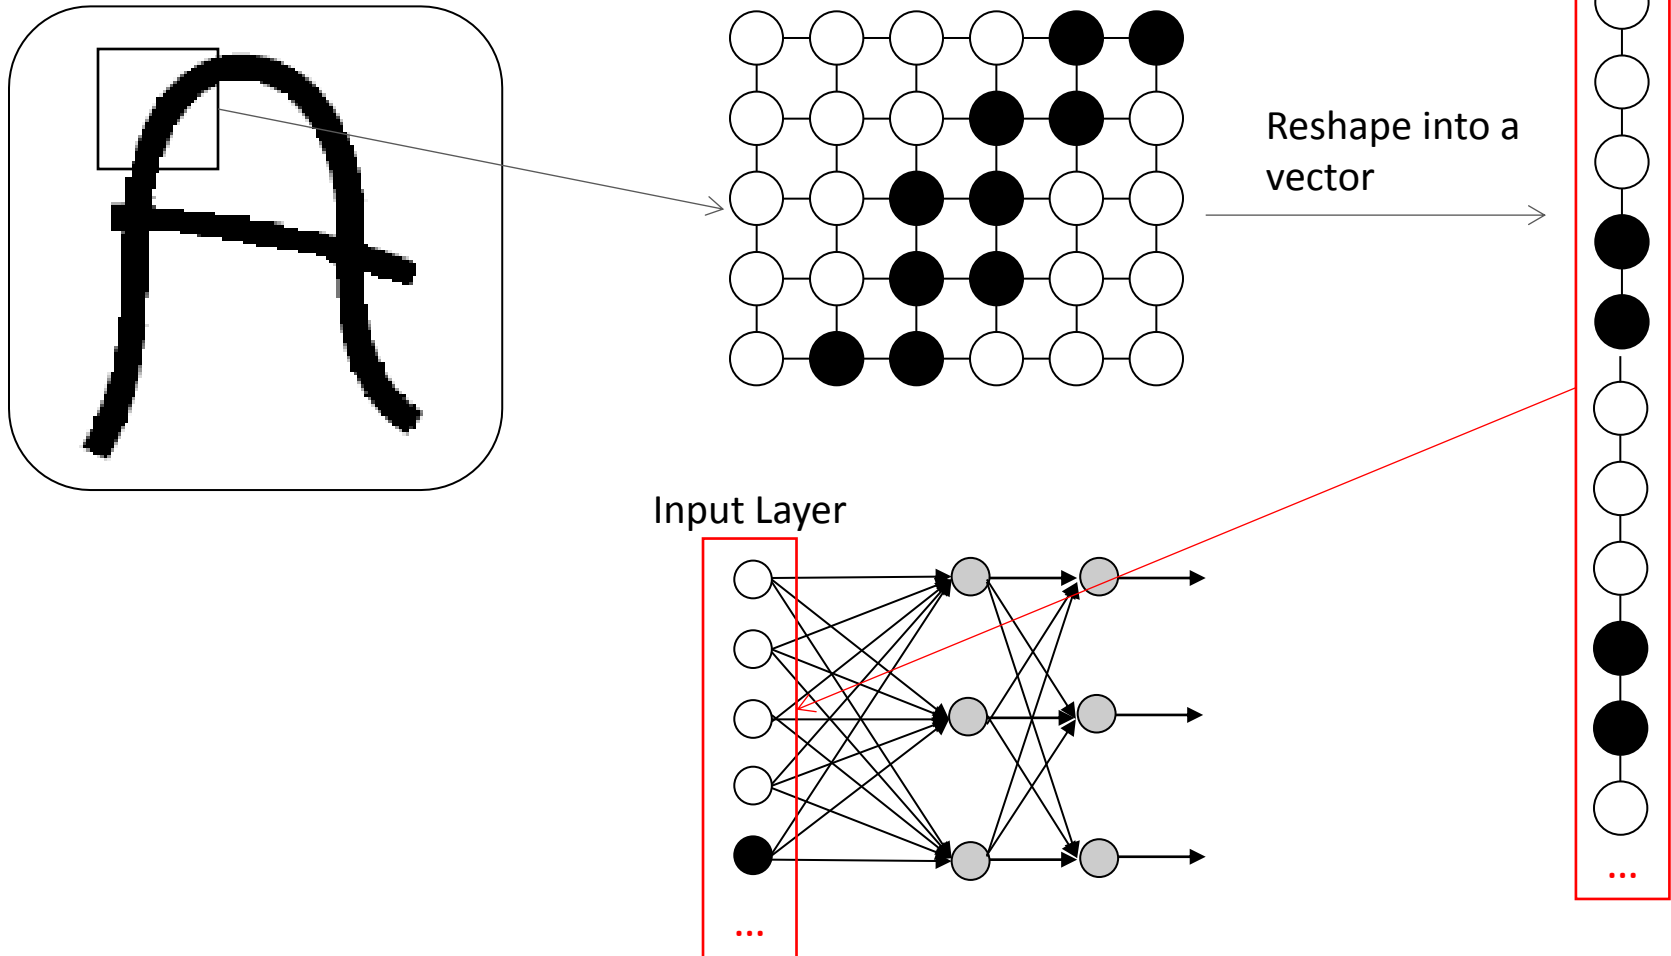 A
Reshape into a
vector
...
Input Layer
...